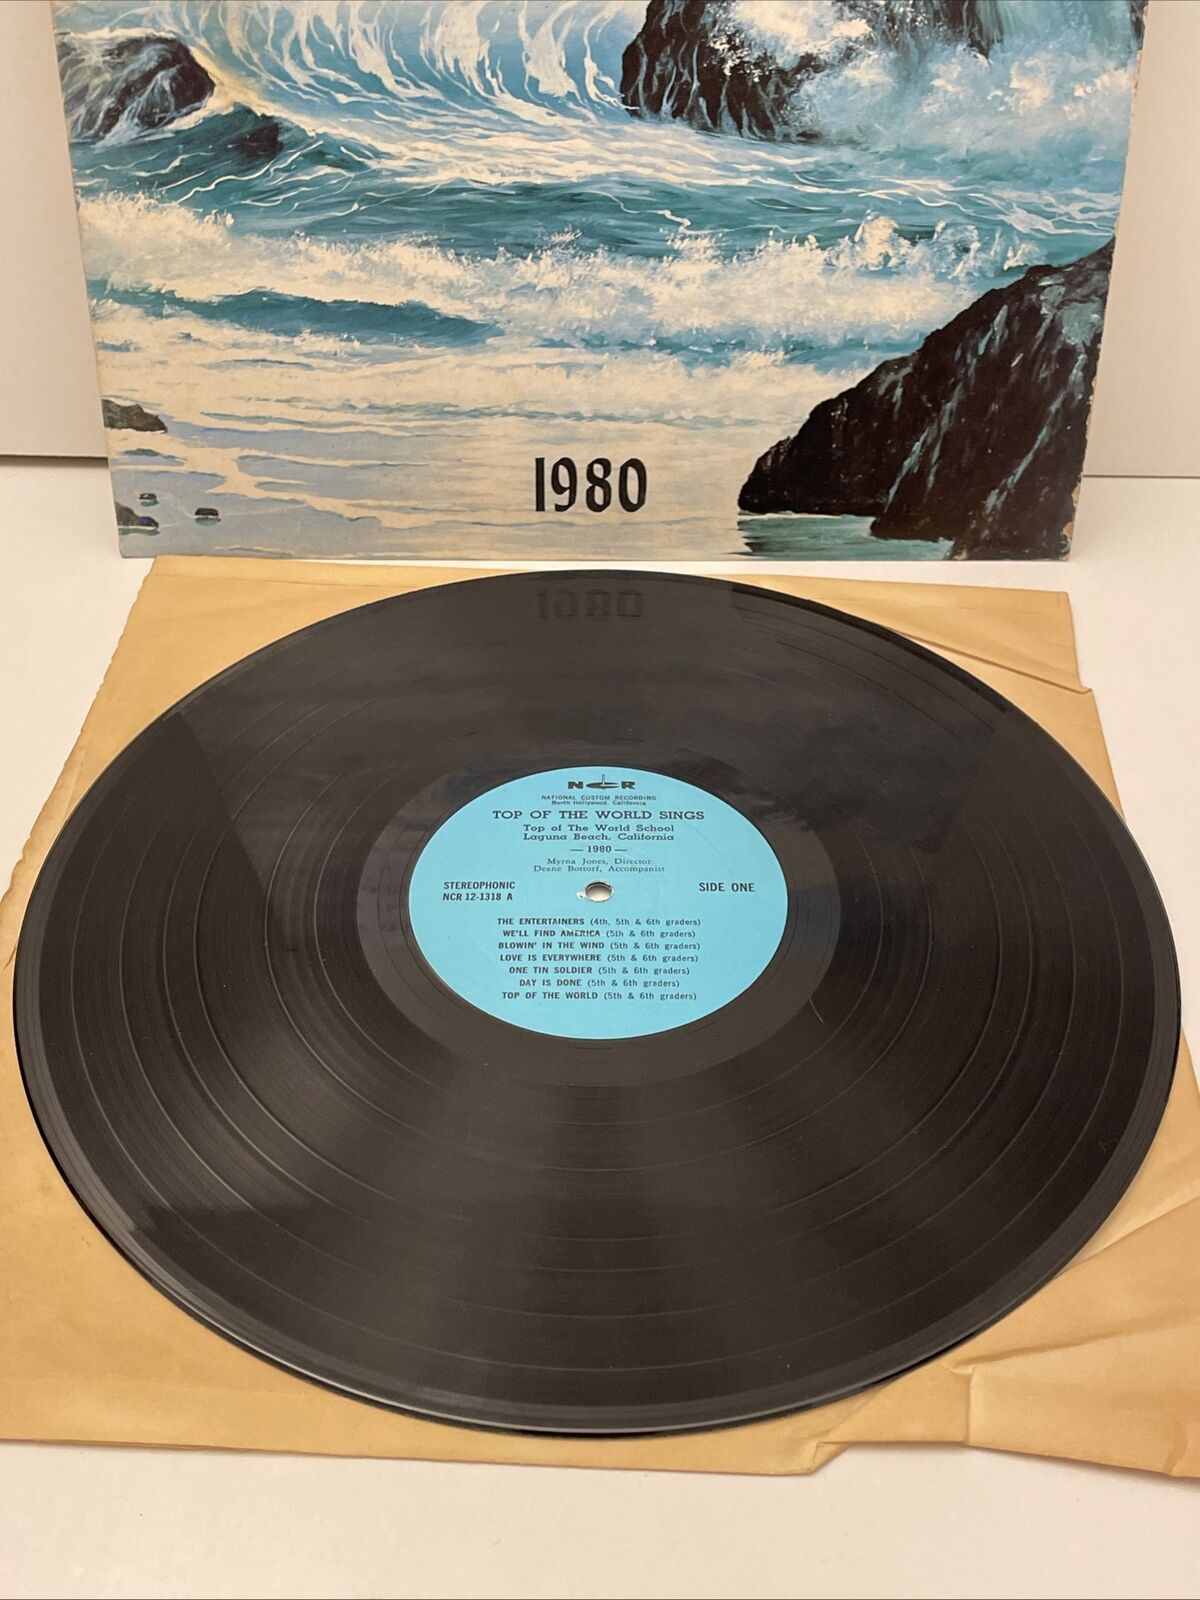 1980
NCR
NATIONAL CUSTOM RECORDING
North Hollywood, California
TOP OF THE WORLD SINGS
Top of The World School
Laguna Beach, California
— 1980 —
Myrna Jones, Director
Deane Bottorf, Accompanist
STEREOPHONIC
NCR 12-1318 A
SIDE ONE
THE ENTERTAINERS (4th, 5th & 6th graders)
WE'LL FIND AMERICA (5th & 6th graders)
BLOWIN' IN THE WIND (5th & 6th graders)
LOVE IS EVERYWHERE (5th & 6th graders)
ONE TIN SOLDIER (5th & 6th graders)
DAY IS DONE (5th & 6th graders)
TOP OF THE WORLD (5th & 6th graders)